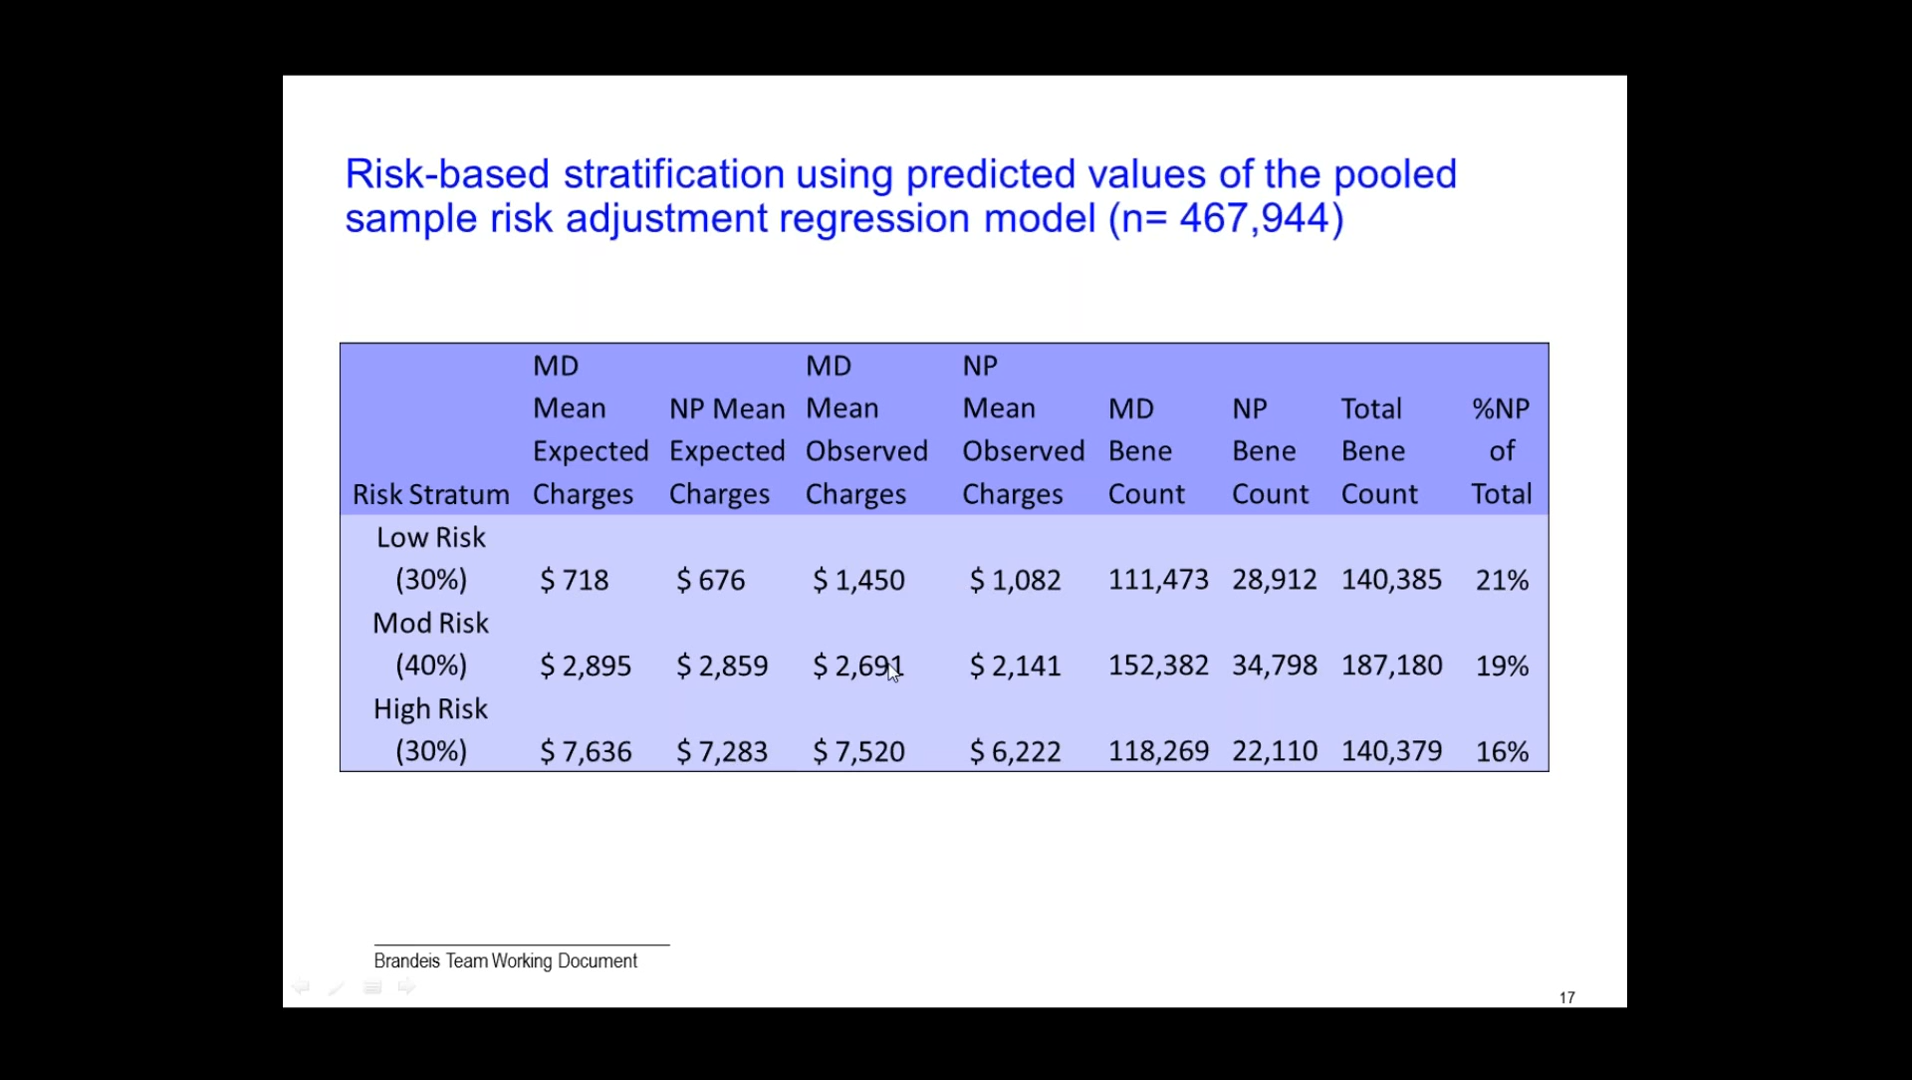 Risk-based stratification using predicted values of the pooled
sample risk adjustment regression model (n= 467,944)
MD MD NP
Mean NP Mean Mean Mean MD NP Total %NP
Expected Expected Observed Observed Bene Bene Bene of
Risk Stratum Charges Charges Charges Charges Count Count Count Total
Low Risk
(30%) $ 718 $ 676 $ 1,450 $ 1,082 111,473 28,912 140,385 21%
Mod Risk
(40%) $ 2,895 $ 2,859 $ 2,691 $ 2,141 152,382 34,798 187,180 19%
High Risk
(30%) $ 7,636 $ 7,283 $ 7,520 $ 6,222 118,269 22,110 140,379 16%
Brandeis Team Working Document
17